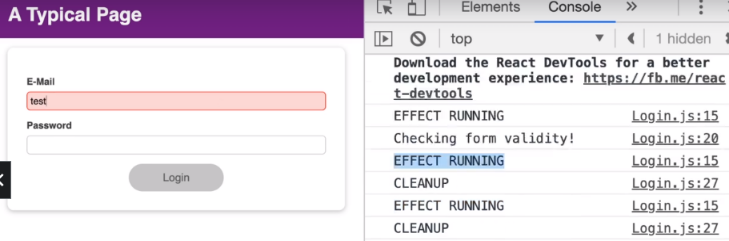 A Typical Page
E-Mail
test
Password
Login
Elements Console »
top 1 hidden
Download the React DevTools for a better
development experience: https://fb.me/reac
t-devtools
EFFECT RUNNING Login.js:15
Checking form validity! Login.js:20
EFFECT RUNNING Login.js:15
CLEANUP Login.js:27
EFFECT RUNNING Login.js:15
CLEANUP Login.js:27